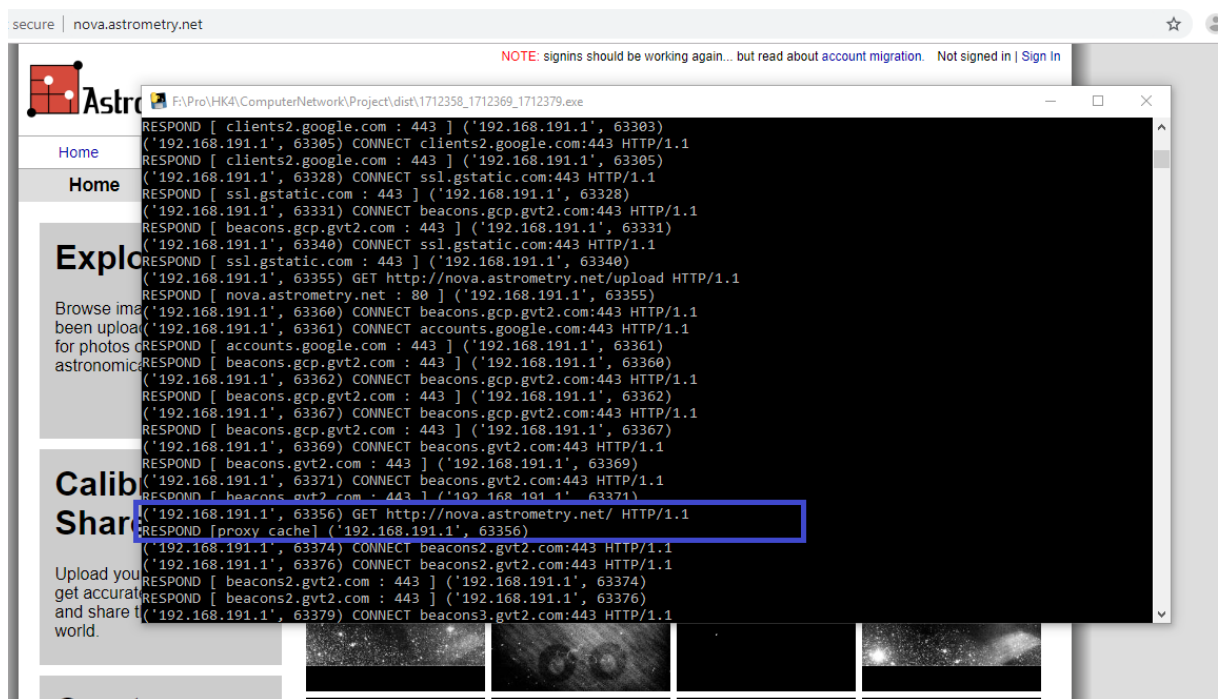 secure | nova.astrometry.net
NOTE: signins should be working again... but read about account migration. Not signed in | Sign In
Astro
F:\Pro\HK4\ComputerNetwork\Project\dist\1712358_1712369_1712379.exe
RESPOND [ clients2.google.com : 443 ] ('192.168.191.1', 63303)
('192.168.191.1', 63305) CONNECT clients2.google.com:443 HTTP/1.1
RESPOND [ clients2.google.com : 443 ] ('192.168.191.1', 63305)
('192.168.191.1', 63328) CONNECT ssl.gstatic.com:443 HTTP/1.1
RESPOND [ ssl.gstatic.com : 443 ] ('192.168.191.1', 63328)
('192.168.191.1', 63331) CONNECT beacons.gcp.gvt2.com:443 HTTP/1.1
RESPOND [ beacons.gcp.gvt2.com : 443 ] ('192.168.191.1', 63331)
('192.168.191.1', 63340) CONNECT ssl.gstatic.com:443 HTTP/1.1
RESPOND [ ssl.gstatic.com : 443 ] ('192.168.191.1', 63340)
('192.168.191.1', 63355) GET http://nova.astrometry.net/upload HTTP/1.1
RESPOND [ nova.astrometry.net : 80 ] ('192.168.191.1', 63355)
('192.168.191.1', 63360) CONNECT beacons.gcp.gvt2.com:443 HTTP/1.1
('192.168.191.1', 63361) CONNECT accounts.google.com:443 HTTP/1.1
RESPOND [ accounts.google.com : 443 ] ('192.168.191.1', 63361)
RESPOND [ beacons.gcp.gvt2.com : 443 ] ('192.168.191.1', 63360)
('192.168.191.1', 63362) CONNECT beacons.gcp.gvt2.com:443 HTTP/1.1
RESPOND [ beacons.gcp.gvt2.com : 443 ] ('192.168.191.1', 63362)
('192.168.191.1', 63367) CONNECT beacons.gcp.gvt2.com:443 HTTP/1.1
RESPOND [ beacons.gcp.gvt2.com : 443 ] ('192.168.191.1', 63367)
('192.168.191.1', 63369) CONNECT beacons.gvt2.com:443 HTTP/1.1
RESPOND [ beacons.gvt2.com : 443 ] ('192.168.191.1', 63369)
('192.168.191.1', 63371) CONNECT beacons.gvt2.com:443 HTTP/1.1
RESPOND [ beacons.gvt2.com : 443 ] ('192.168.191.1', 63371)
('192.168.191.1', 63356) GET http://nova.astrometry.net/ HTTP/1.1
RESPOND [proxy cache] ('192.168.191.1', 63356)
('192.168.191.1', 63374) CONNECT beacons2.gvt2.com:443 HTTP/1.1
('192.168.191.1', 63376) CONNECT beacons2.gvt2.com:443 HTTP/1.1
RESPOND [ beacons2.gvt2.com : 443 ] ('192.168.191.1', 63374)
RESPOND [ beacons2.gvt2.com : 443 ] ('192.168.191.1', 63376)
('192.168.191.1', 63379) CONNECT beacons3.gvt2.com:443 HTTP/1.1
Home
Home
Explo
Browse ima
been uploa
for photos o
astronomica
Calib
Share
Upload you
get accurat
and share t
world.